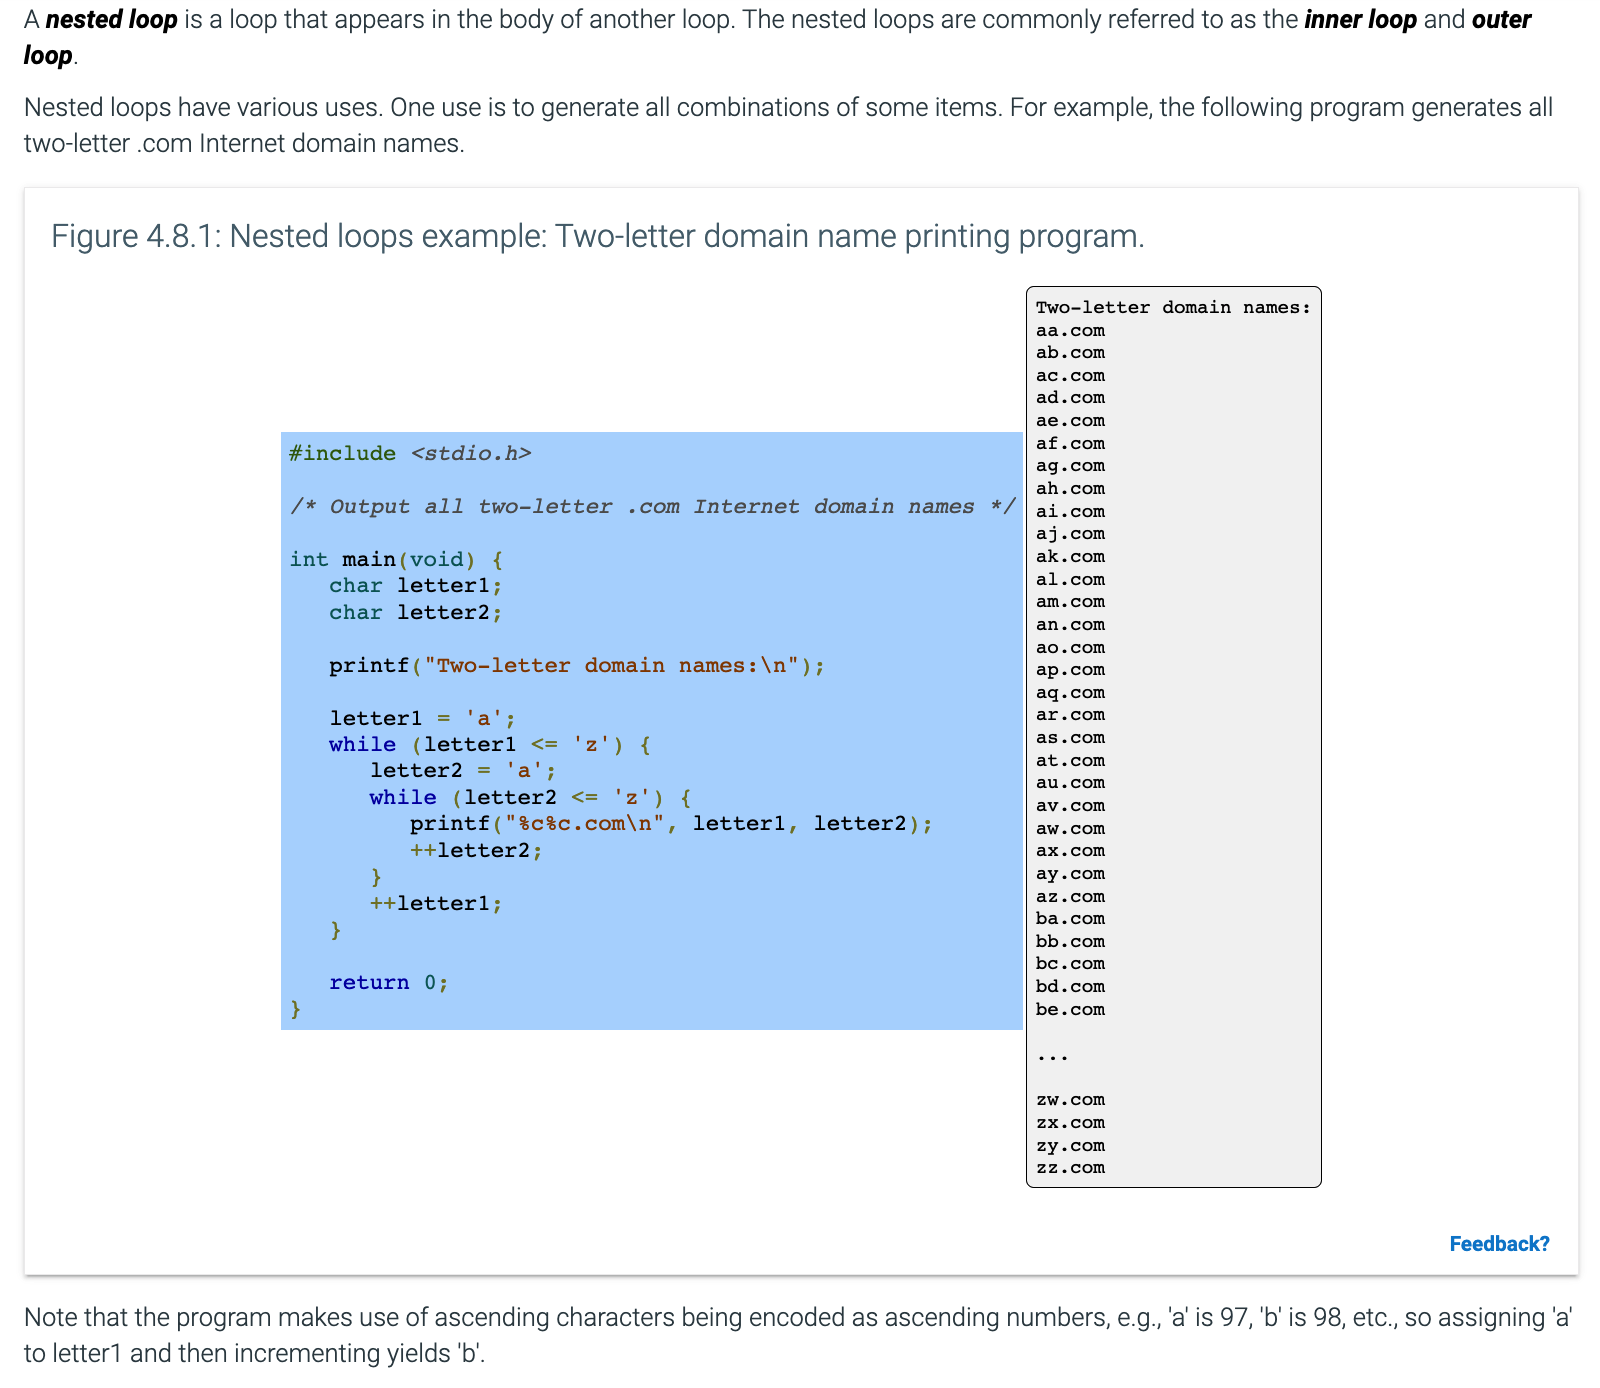 A nested loop is a loop that appears in the body of another loop. The nested loops are commonly referred to as the inner loop and outer
loop.
Nested loops have various uses. One use is to generate all combinations of some items. For example, the following program generates all
two-letter .com Internet domain names.
Figure 4.8.1: Nested loops example: Two-letter domain name printing program.
#include <stdio.h>

/* Output all two-letter .com Internet domain names */

int main(void) {
   char letter1;
   char letter2;

   printf("Two-letter domain names:\n");

   letter1 = 'a';
   while (letter1 <= 'z') {
      letter2 = 'a';
      while (letter2 <= 'z') {
         printf("%c%c.com\n", letter1, letter2);
         ++letter2;
      }
      ++letter1;
   }

   return 0;
}
Two-letter domain names:
aa.com
ab.com
ac.com
ad.com
ae.com
af.com
ag.com
ah.com
ai.com
aj.com
ak.com
al.com
am.com
an.com
ao.com
ap.com
aq.com
ar.com
as.com
at.com
au.com
av.com
aw.com
ax.com
ay.com
az.com
ba.com
bb.com
bc.com
bd.com
be.com

...

zw.com
zx.com
zy.com
zz.com
Feedback?
Note that the program makes use of ascending characters being encoded as ascending numbers, e.g., 'a' is 97, 'b' is 98, etc., so assigning 'a'
to letter1 and then incrementing yields 'b'.